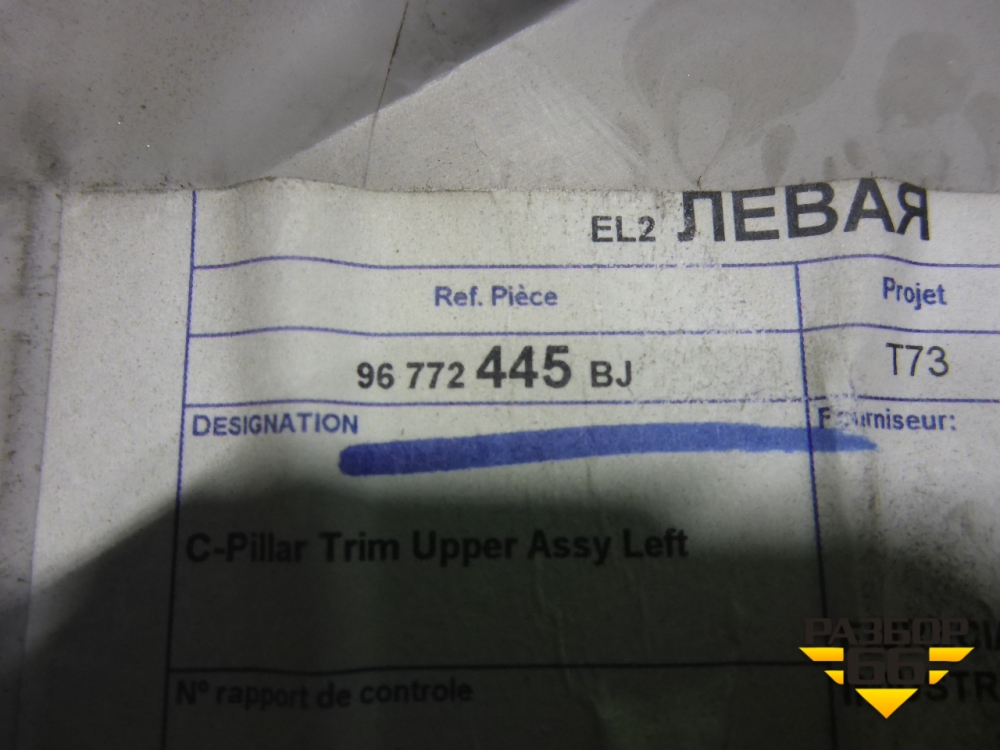 EL2 ЛЕВАЯ
Ref. Pièce Projet
96 772 445 BJ T73
DESIGNATION Fourniseur:
C-Pillar Trim Upper Assy Left
N° rapport de controle
РАЗБОР
66